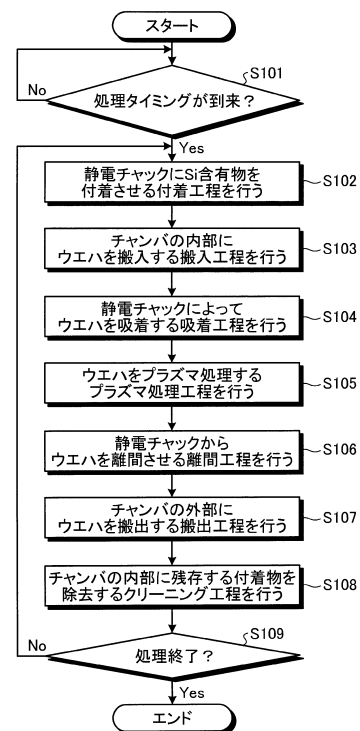 スタート
S101
No
処理タイミングが到来？
Yes
静電チャックにSi含有物を
付着させる付着工程を行う
S102
チャンバの内部に
ウエハを搬入する搬入工程を行う
S103
静電チャックによって
ウエハを吸着する吸着工程を行う
S104
ウエハをプラズマ処理する
プラズマ処理工程を行う
S105
静電チャックから
ウエハを離間させる離間工程を行う
S106
チャンバの外部に
ウエハを搬出する搬出工程を行う
S107
チャンバの内部に残存する付着物を
除去するクリーニング工程を行う
S108
S109
No
処理終了？
Yes
エンド